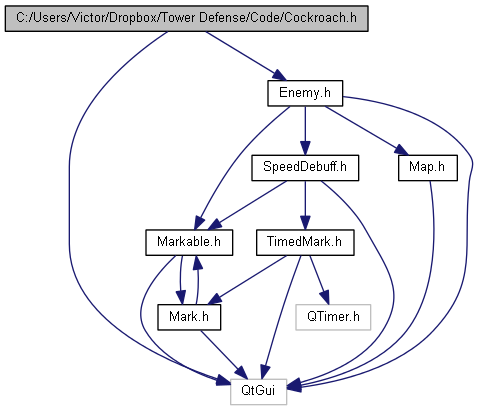 C:/Users/Victor/Dropbox/Tower Defense/Code/Cockroach.h
Enemy.h
SpeedDebuff.h
Map.h
Markable.h
TimedMark.h
Mark.h
QTimer.h
QtGui